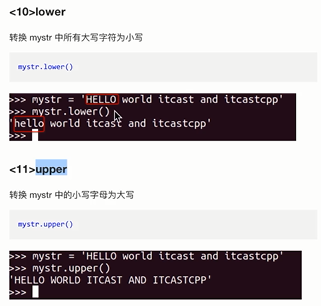 <10>lower
转换 mystr 中所有大写字符为小写
mystr.lower()
>>> mystr = 'HELLO world itcast and itcastcpp'
>>> mystr.lower()
'hello world itcast and itcastcpp'
>>>
<11>upper
转换 mystr 中的小写字母为大写
mystr.upper()
>>> mystr = 'HELLO world itcast and itcastcpp'
>>> mystr.upper()
'HELLO WORLD ITCAST AND ITCASTCPP'
>>>